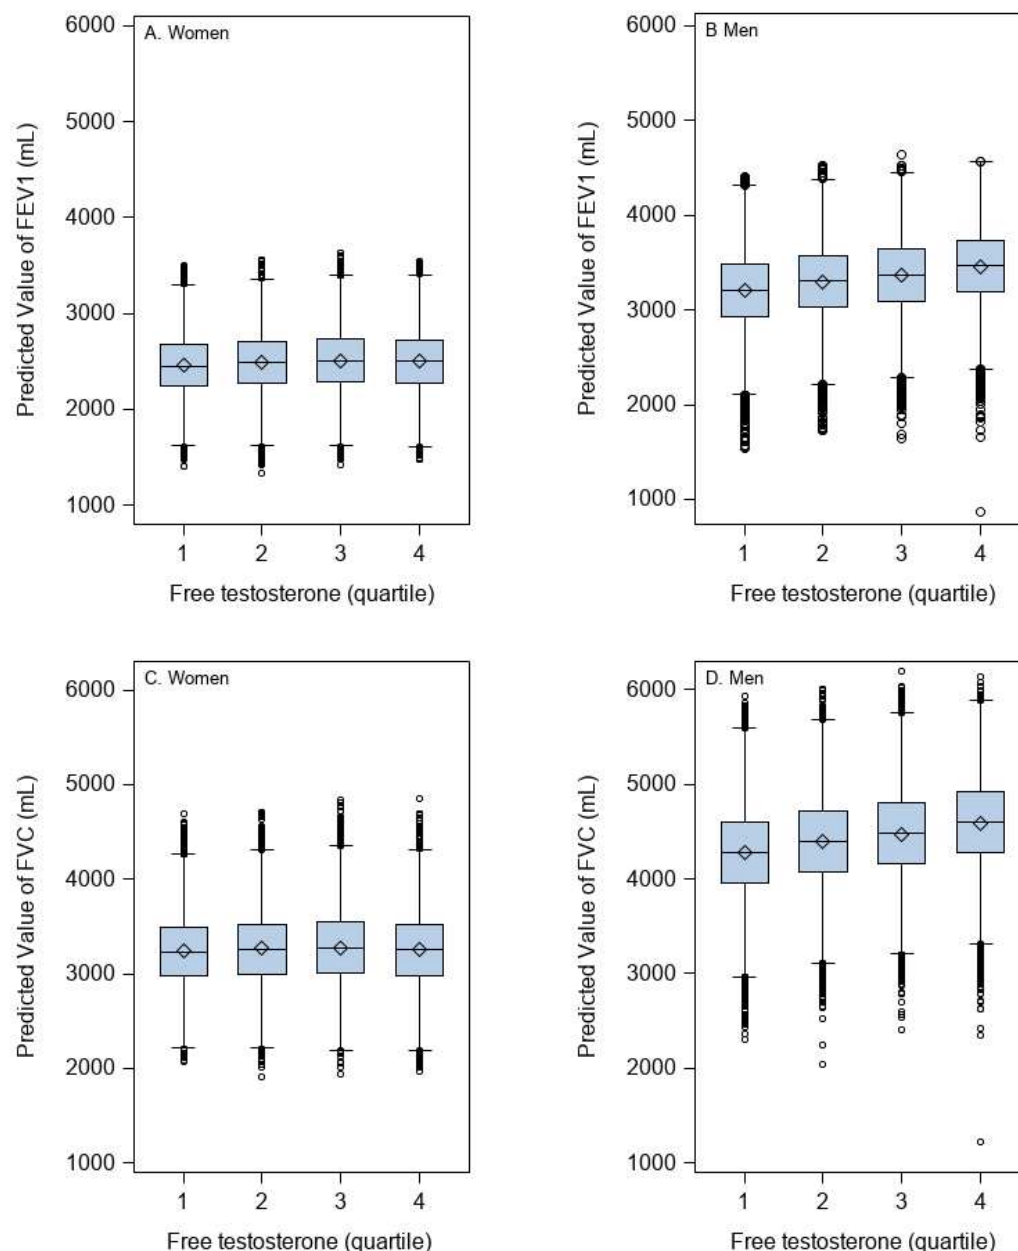 A. Women
Predicted Value of FEV1 (mL)
6000
5000
4000
3000
2000
1000
1 2 3 4
Free testosterone (quartile)
B Men
Predicted Value of FEV1 (mL)
6000
5000
4000
3000
2000
1000
1 2 3 4
Free testosterone (quartile)
C. Women
Predicted Value of FVC (mL)
6000
5000
4000
3000
2000
1000
1 2 3 4
Free testosterone (quartile)
D. Men
Predicted Value of FVC (mL)
6000
5000
4000
3000
2000
1000
1 2 3 4
Free testosterone (quartile)